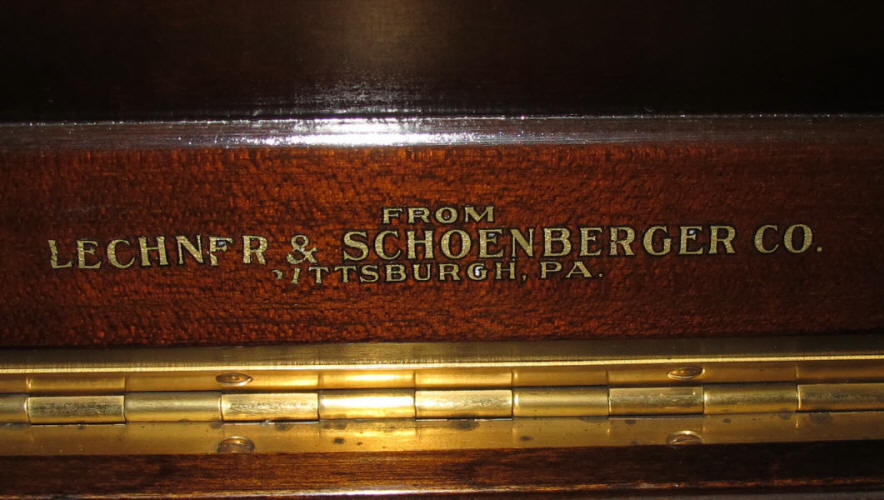 FROM
LECHNER & SCHOENBERGER CO.
PITTSBURGH, PA.